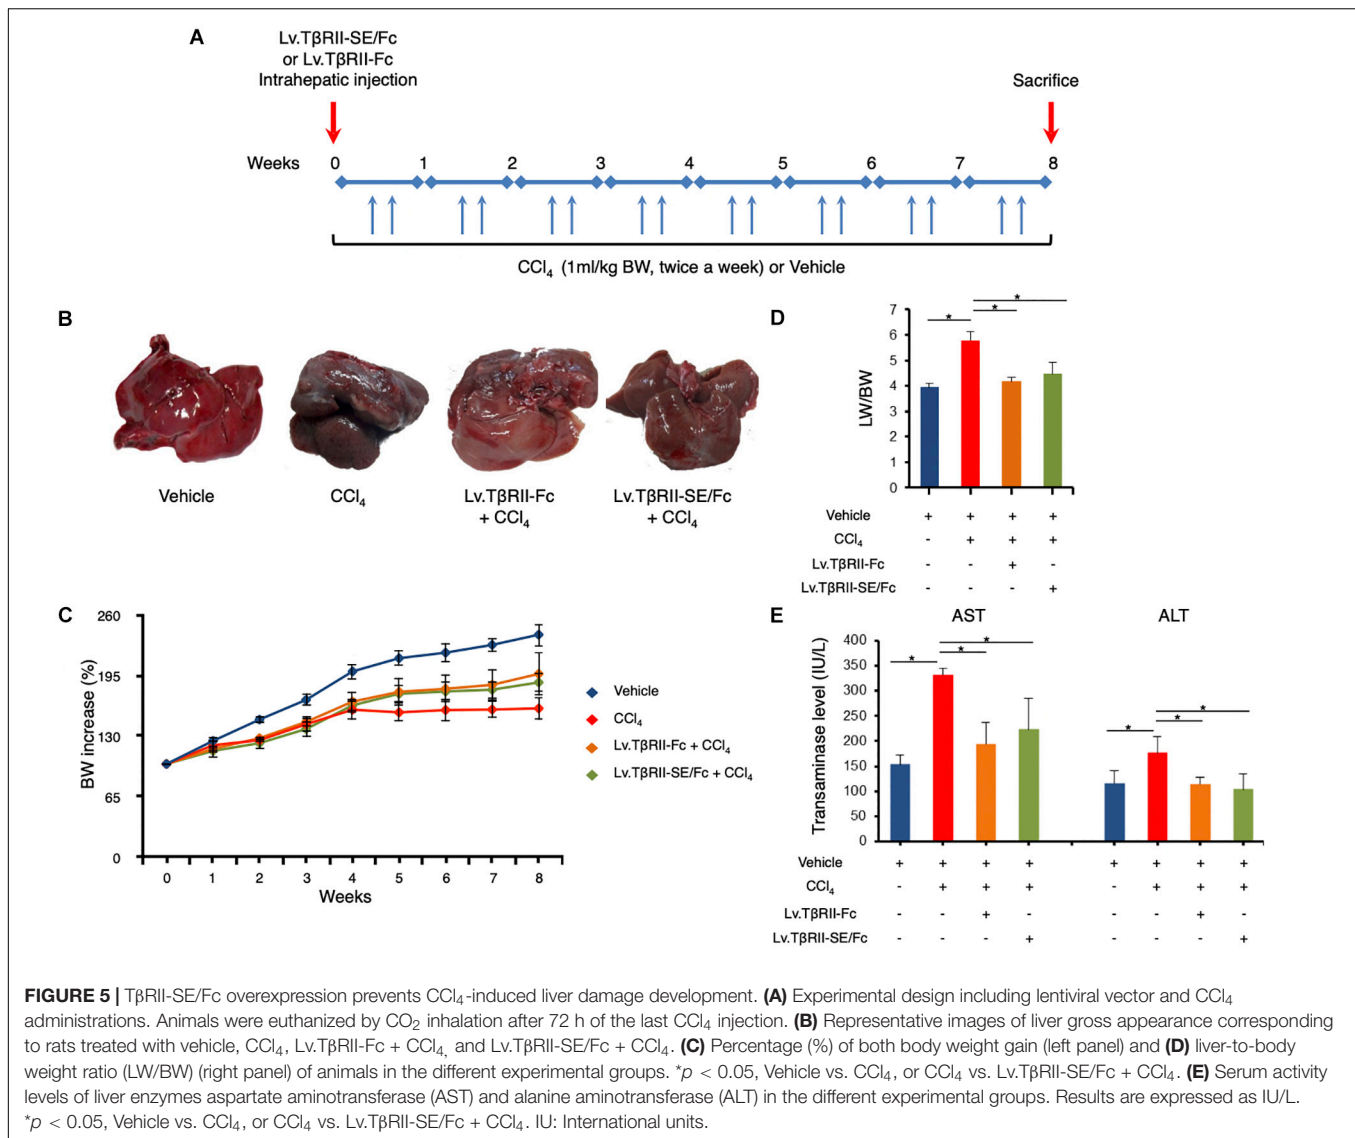 A
Lv.TβRII-SE/Fc
or Lv.TβRII-Fc
Intrahepatic injection
Sacrifice
Weeks 0 1 2 3 4 5 6 7 8
CCl4 (1ml/kg BW, twice a week) or Vehicle
B
Vehicle
CCl4
Lv.TβRII-Fc
+ CCl4
Lv.TβRII-SE/Fc
+ CCl4
D
LW/BW
7
6
5
4
3
2
1
0
* * *
Vehicle + + + +
CCl4 - + + +
Lv.TβRII-Fc - - + -
Lv.TβRII-SE/Fc - - - +
C
BW increase (%)
260
195
130
65
0
0 1 2 3 4 5 6 7 8
Weeks
Vehicle
CCl4
Lv.TβRII-Fc + CCl4
Lv.TβRII-SE/Fc + CCl4
E
AST ALT
Transaminase level (IU/L)
400
350
300
250
200
150
100
50
0
* * * * * *
Vehicle + + + + + + + +
CCl4 - + + + - + + +
Lv.TβRII-Fc - - + - - - + -
Lv.TβRII-SE/Fc - - - + - - - +
FIGURE 5 | TβRII-SE/Fc overexpression prevents CCl4-induced liver damage development. (A) Experimental design including lentiviral vector and CCl4
administrations. Animals were euthanized by CO2 inhalation after 72 h of the last CCl4 injection. (B) Representative images of liver gross appearance corresponding
to rats treated with vehicle, CCl4, Lv.TβRII-Fc + CCl4, and Lv.TβRII-SE/Fc + CCl4. (C) Percentage (%) of both body weight gain (left panel) and (D) liver-to-body
weight ratio (LW/BW) (right panel) of animals in the different experimental groups. *p < 0.05, Vehicle vs. CCl4, or CCl4 vs. Lv.TβRII-SE/Fc + CCl4. (E) Serum activity
levels of liver enzymes aspartate aminotransferase (AST) and alanine aminotransferase (ALT) in the different experimental groups. Results are expressed as IU/L.
*p < 0.05, Vehicle vs. CCl4, or CCl4 vs. Lv.TβRII-SE/Fc + CCl4. IU: International units.